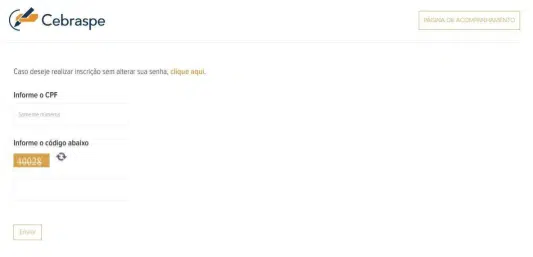 Cebraspe
PÁGINA DE ACOMPANHAMENTO
Caso deseje realizar inscrição sem alterar sua senha, clique aqui.
Informe o CPF
Somente números
Informe o código abaixo
40028
Enviar